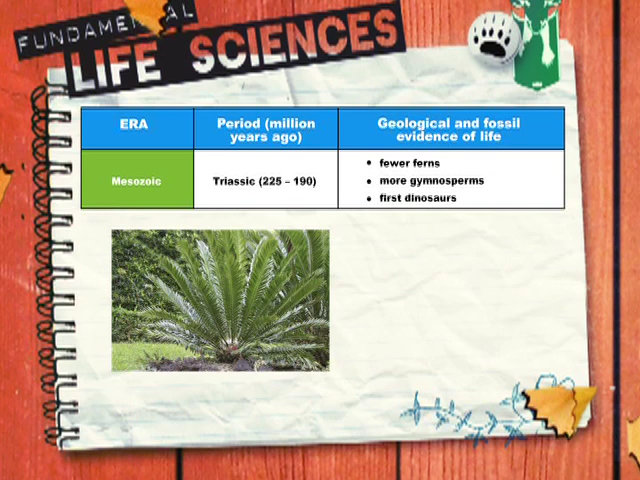 FUNDAMENTAL
LIFE SCIENCES
ERA
Period (million
years ago)
Geological and fossil
evidence of life
Mesozoic
Triassic (225 – 190)
• fewer ferns
• more gymnosperms
• first dinosaurs